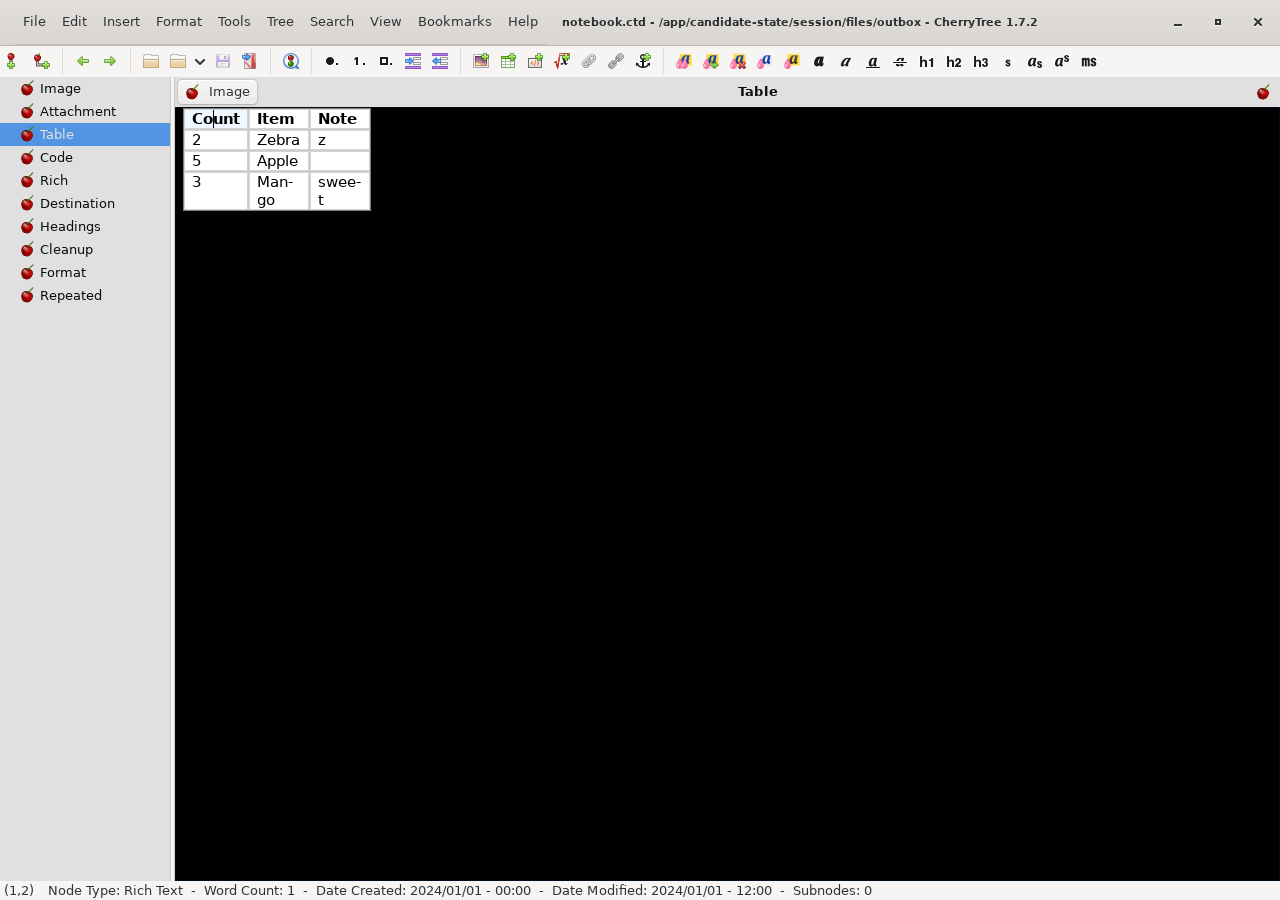 File Edit Insert Format Tools Tree Search View Bookmarks Help notebook.ctd - /app/candidate-state/session/files/outbox - CherryTree 1.7.2
1. a a a a a a a a a h1 h2 h3 s as as ms
Image
Attachment
Table
Code
Rich
Destination
Headings
Cleanup
Format
Repeated
Image Table
Count Item Note
2 Zebra z
5 Apple
3 Man-
go swee-
t
(1,2) Node Type: Rich Text - Word Count: 1 - Date Created: 2024/01/01 - 00:00 - Date Modified: 2024/01/01 - 12:00 - Subnodes: 0